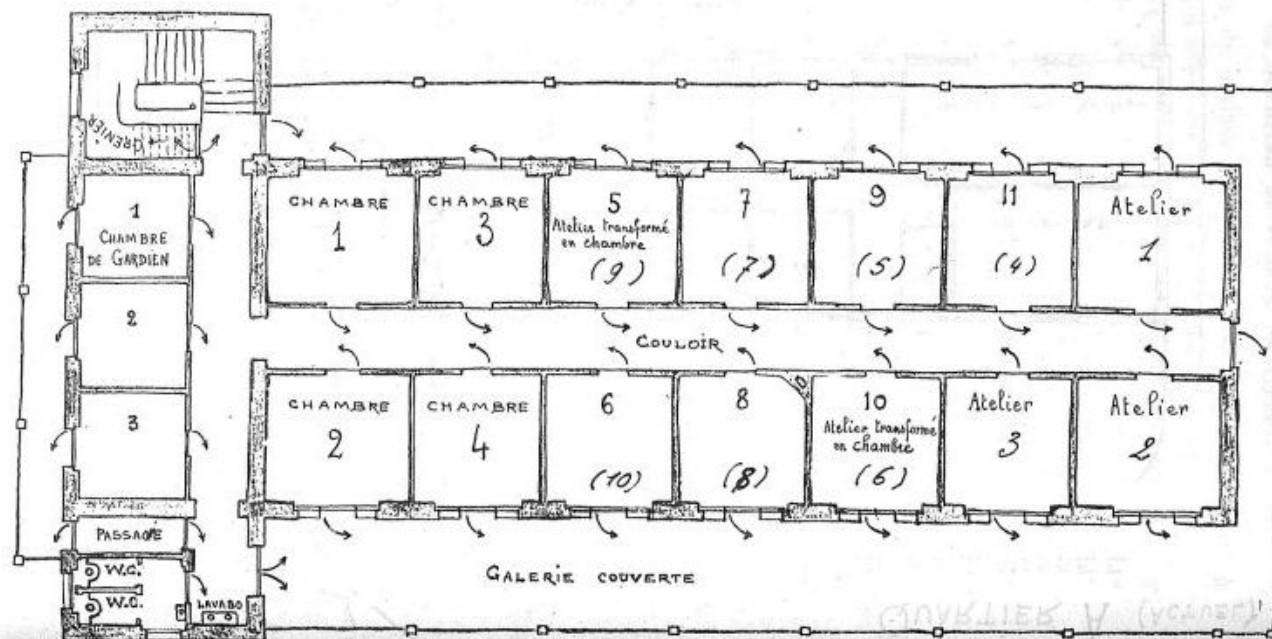 GRENIER
1
CHAMBRE
DE GARDIEN
2
3
PASSAGE
W.C.
W.C.
LAVABO
CHAMBRE
1
CHAMBRE
3
5
Atelier transformé
en chambre
(9)
7
(7)
9
(5)
11
(4)
Atelier
1
COULOIR
CHAMBRE
2
CHAMBRE
4
6
(10)
8
(8)
10
Atelier transformé
en chambre
(6)
Atelier
3
Atelier
2
GALERIE COUVERTE
QUARTIER A (ACTUEL)